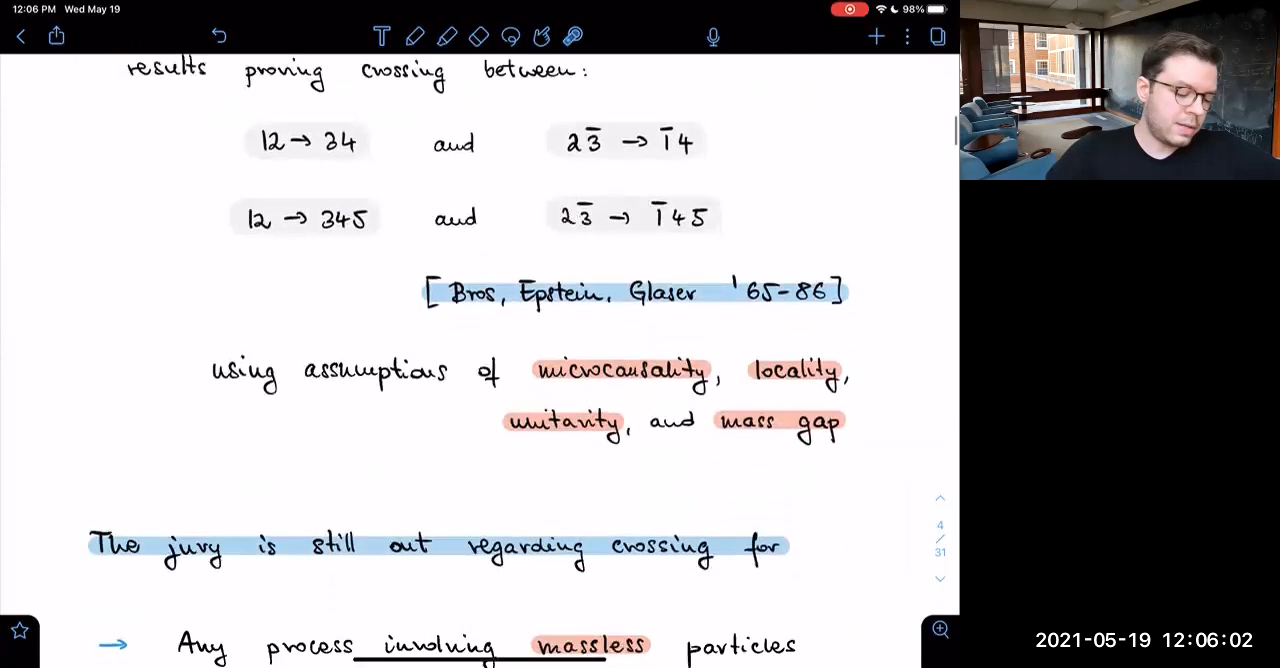 12:06 PM Wed May 19
98%
results proving crossing between:
12 → 34 and 23̄ → 1̄4
12 → 345 and 23̄ → 1̄45
[Bros, Epstein, Glaser '65-86]
using assumptions of microcausality, locality,
unitarity, and mass gap
4
/
31
The jury is still out regarding crossing for
→ Any process involving massless particles
2021-05-19 12:06:02